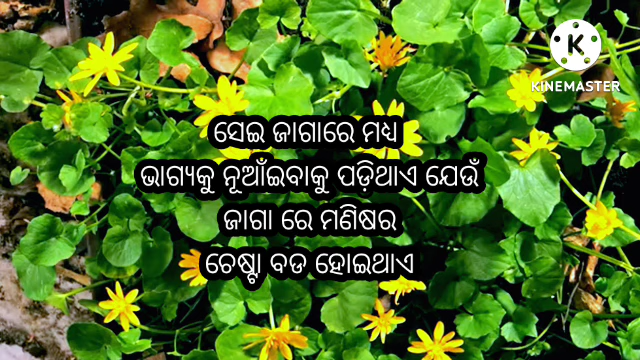 KINEMASTER
ସେଇ ଜାଗାରେ ମଧ୍ୟ
ଭାଗ୍ୟକୁ ନୂଆଁଇବାକୁ ପଡ଼ିଥାଏ ଯେଉଁ
ଜାଗା ରେ ମଣିଷର
ଚେଷ୍ଟା ବଡ ହୋଇଥାଏ